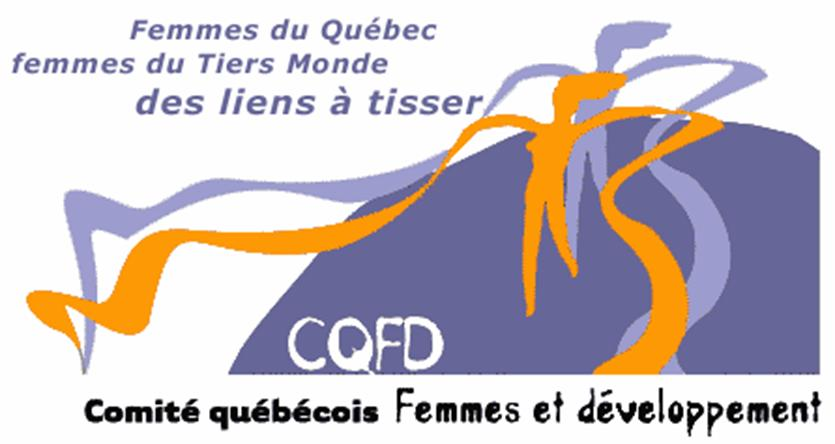 Femmes du Québec
femmes du Tiers Monde
des liens à tisser
CQFD
Comité québécois Femmes et développement